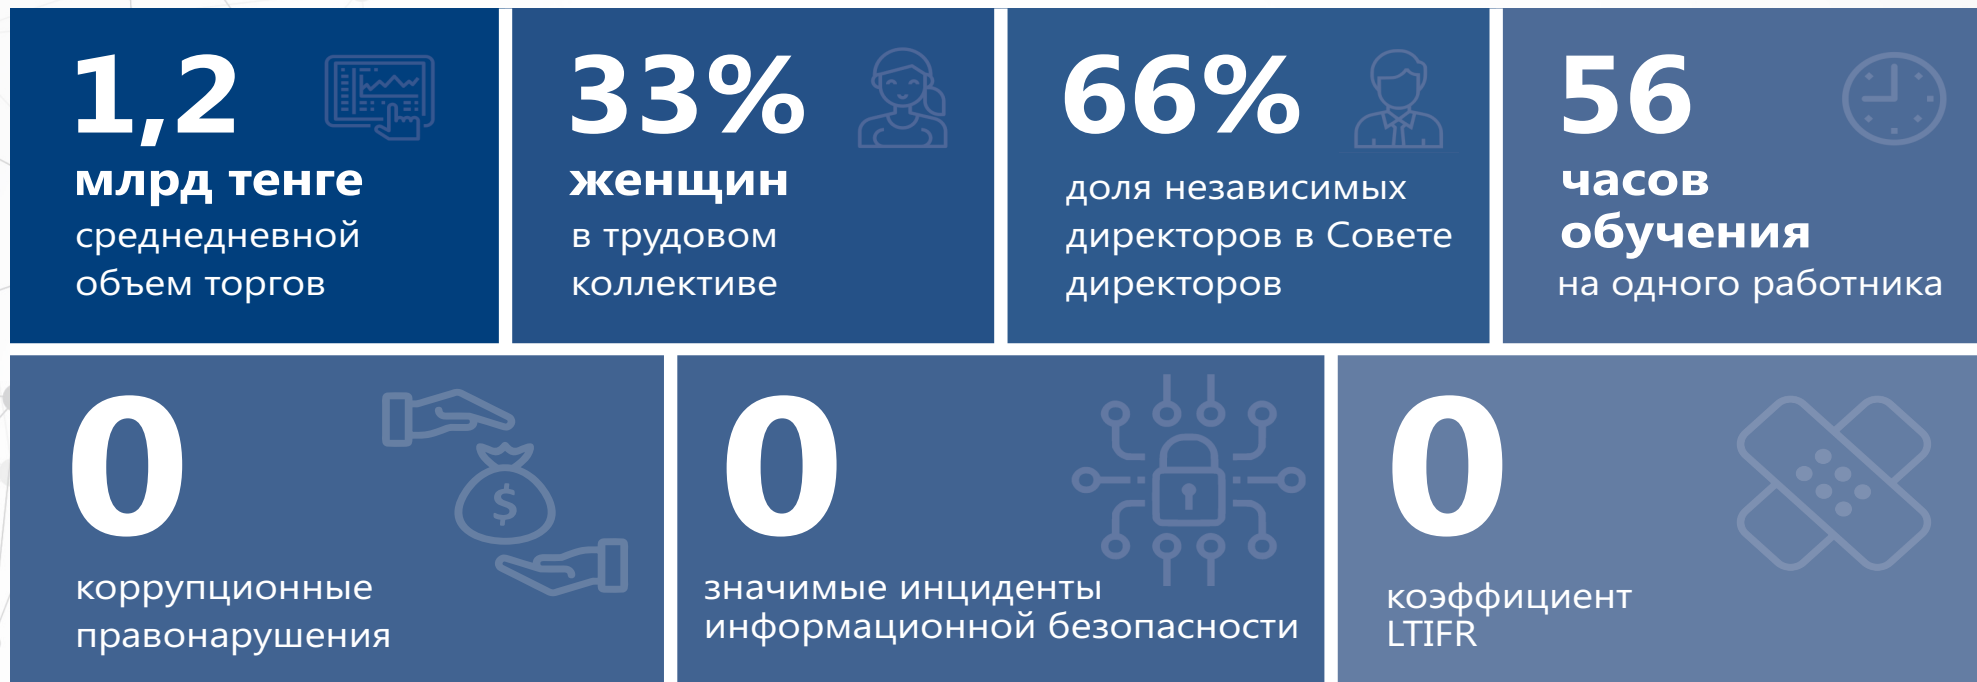 1,2
млрд тенге
среднедневной
объем торгов
33%
женщин
в трудовом
коллективе
66%
доля независимых
директоров в Совете
директоров
56
часов
обучения
на одного работника
0
коррупционные
правонарушения
0
значимые инциденты
информационной безопасности
0
коэффициент
LTIFR